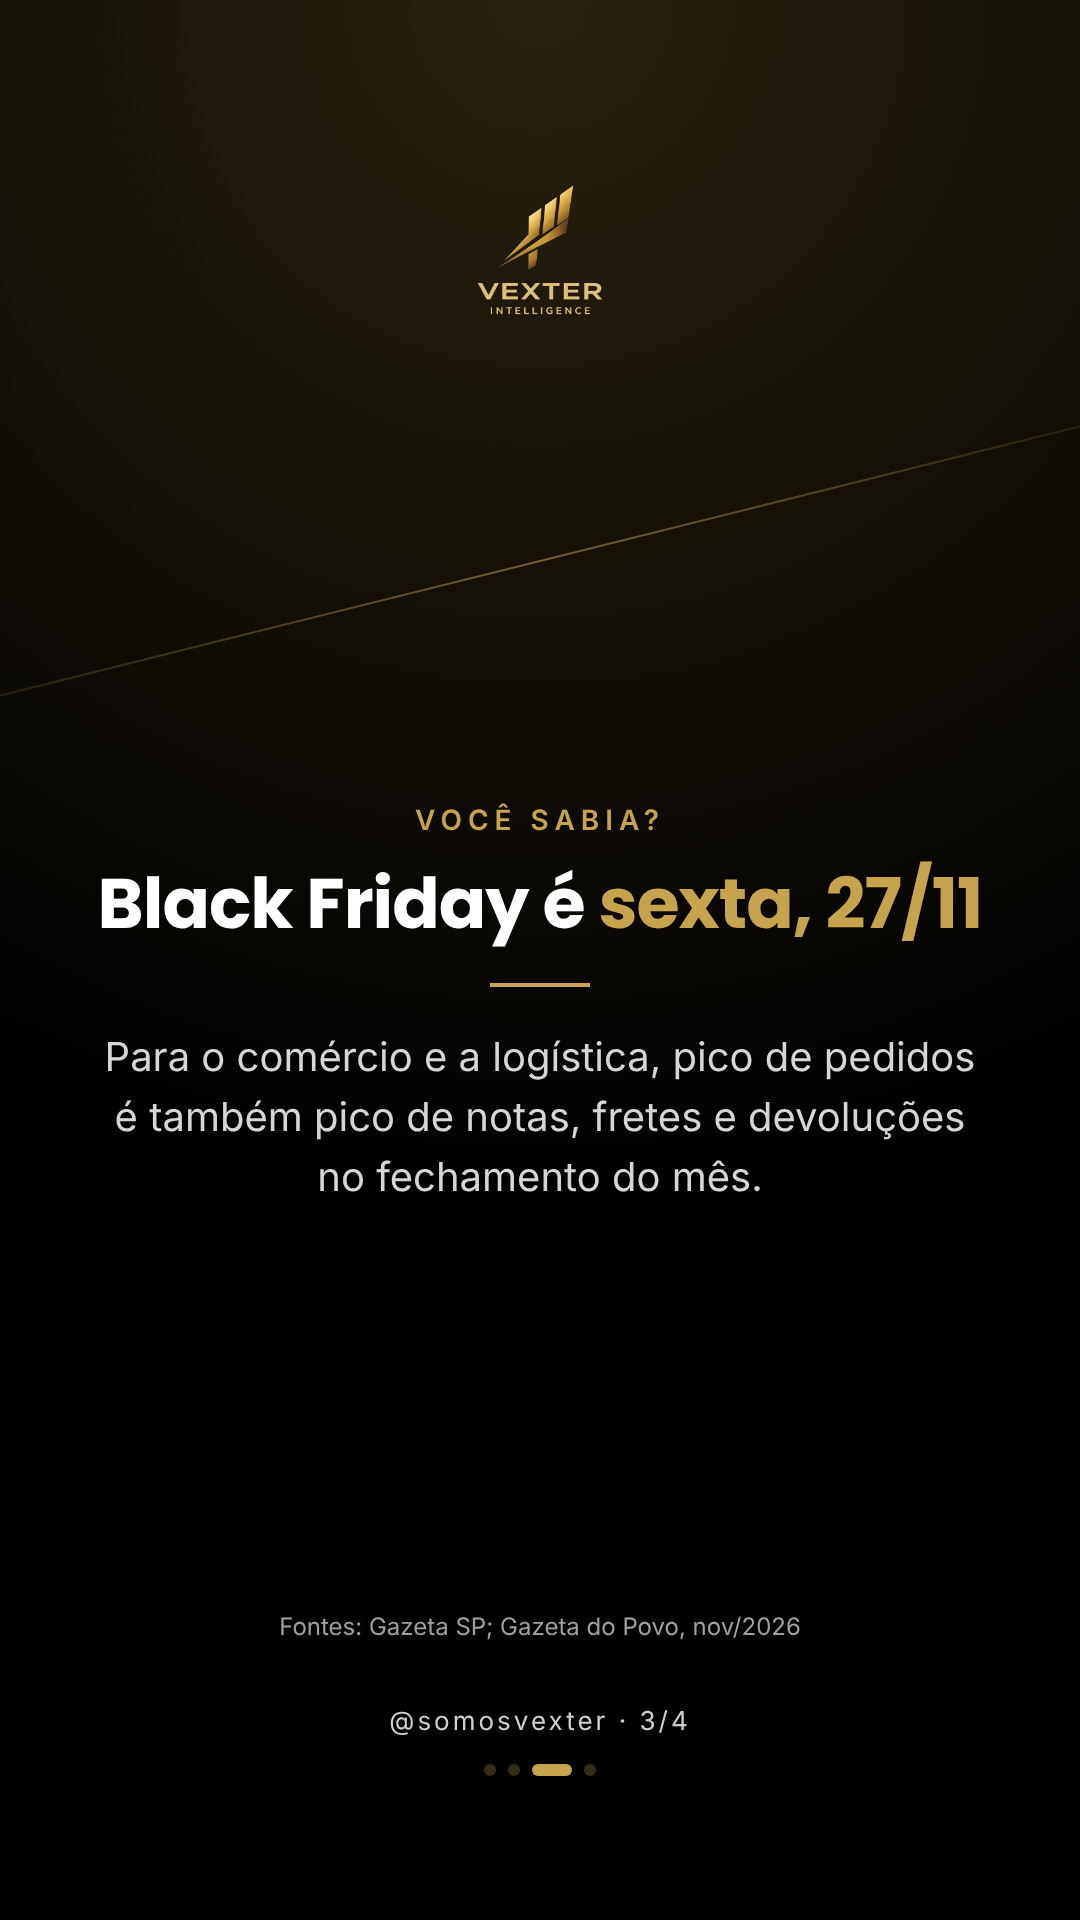 VEXTER
INTELLIGENCE
VOCÊ SABIA?
Black Friday é sexta, 27/11
Para o comércio e a logística, pico de pedidos
é também pico de notas, fretes e devoluções
no fechamento do mês.
Fontes: Gazeta SP; Gazeta do Povo, nov/2026
@somosvexter · 3/4